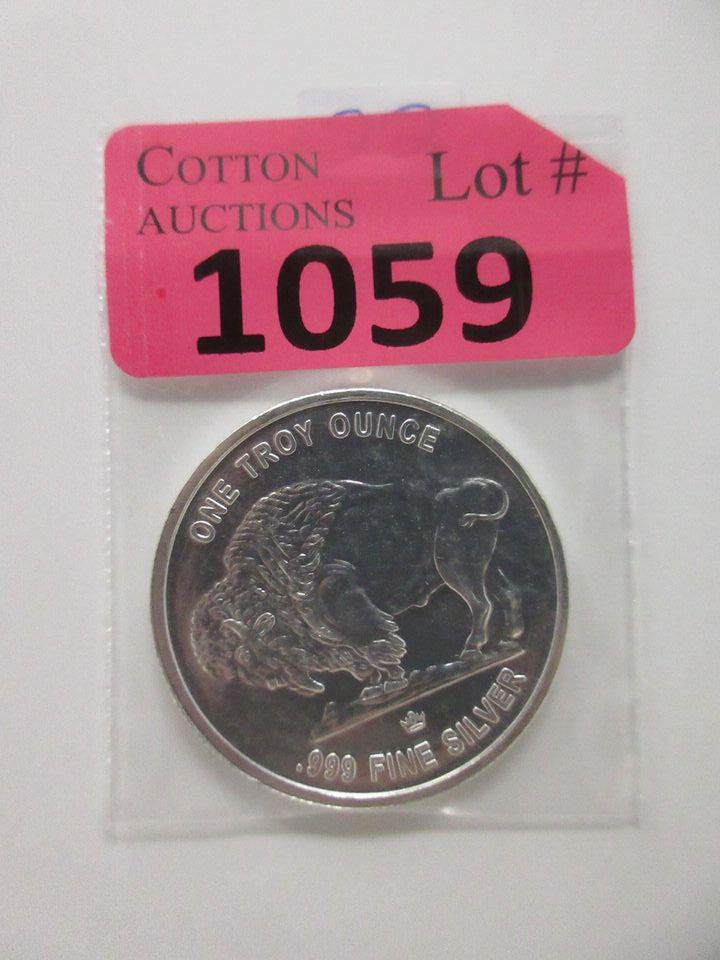 COTTON
AUCTIONS
Lot #
1059
ONE TROY OUNCE
.999 FINE SILVER